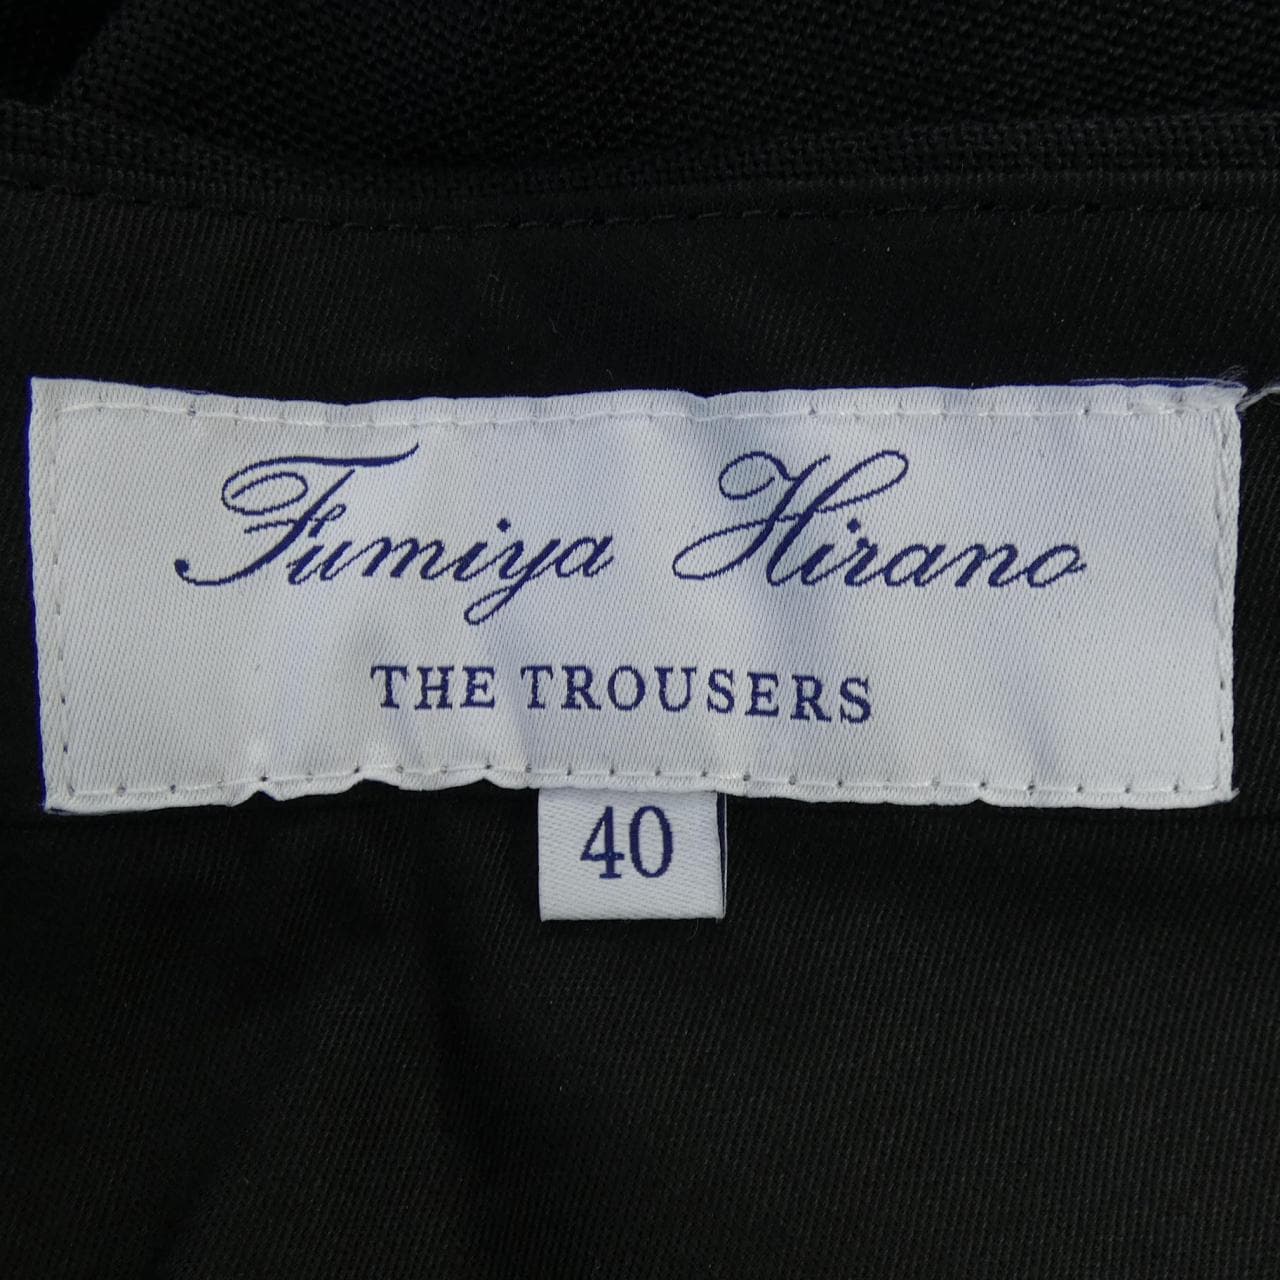 Fumiya Hirano
THE TROUSERS
40